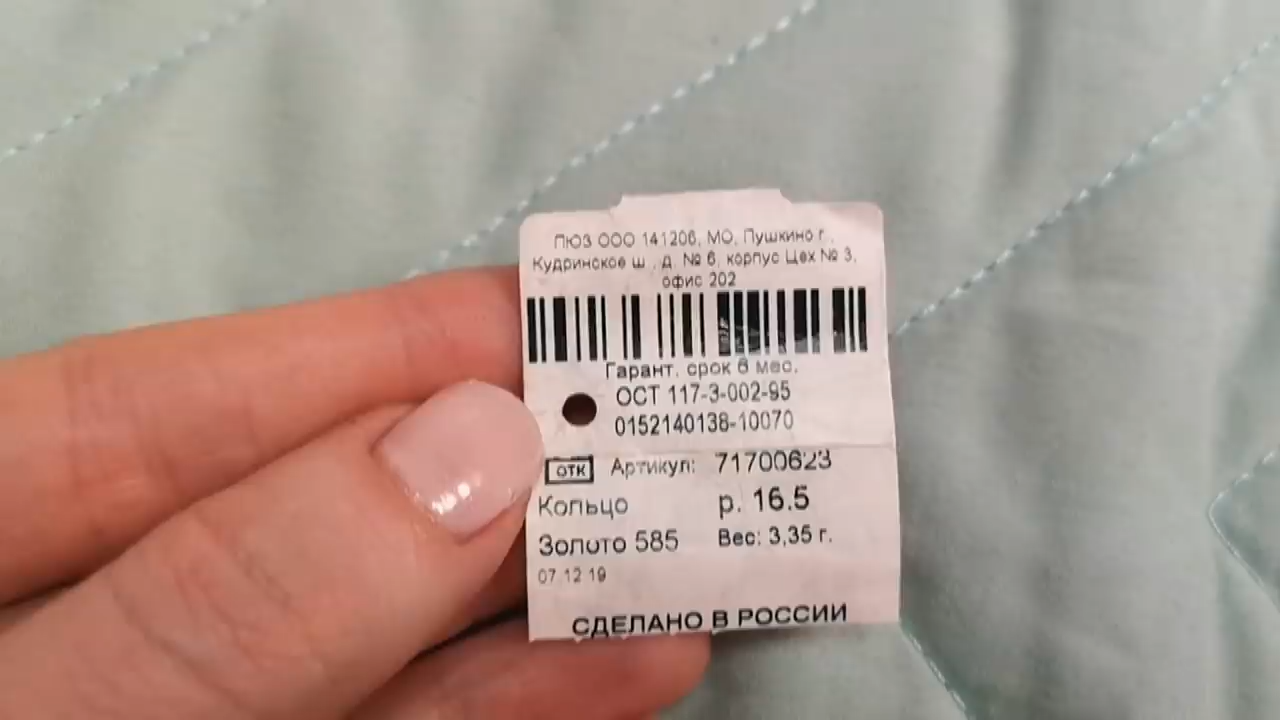 ПЮЗ ООО 141206, МО, Пушкино г.,
Кудринское ш., д. № 6, корпус Цех № 3,
офис 202
Гарант. срок 6 мес.
ОСТ 117-3-002-95
0152140138-10070
ОТК Артикул: 71700623
Кольцо р. 16.5
Золото 585 Вес: 3,35 г.
07 12 19
СДЕЛАНО В РОССИИ